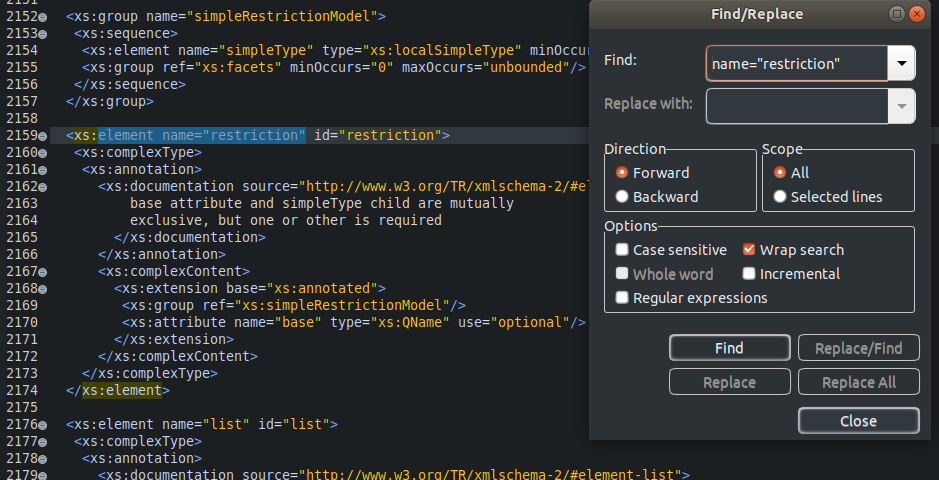 2151
2152 <xs:group name="simpleRestrictionModel">
2153 <xs:sequence>
2154 <xs:element name="simpleType" type="xs:localSimpleType" minOccu
2155 <xs:group ref="xs:facets" minOccurs="0" maxOccurs="unbounded"/>
2156 </xs:sequence>
2157 </xs:group>
2158
2159 <xs:element name="restriction" id="restriction">
2160 <xs:complexType>
2161 <xs:annotation>
2162 <xs:documentation source="http://www.w3.org/TR/xmlschema-2/#el
2163 base attribute and simpleType child are mutually
2164 exclusive, but one or other is required
2165 </xs:documentation>
2166 </xs:annotation>
2167 <xs:complexContent>
2168 <xs:extension base="xs:annotated">
2169 <xs:group ref="xs:simpleRestrictionModel"/>
2170 <xs:attribute name="base" type="xs:QName" use="optional"/>
2171 </xs:extension>
2172 </xs:complexContent>
2173 </xs:complexType>
2174 </xs:element>
2175
2176 <xs:element name="list" id="list">
2177 <xs:complexType>
2178 <xs:annotation>
2179 <xs:documentation source="http://www.w3.org/TR/xmlschema-2/#element-list">
Find/Replace
Find: name="restriction"
Replace with:
Direction
Forward
Backward
Scope
All
Selected lines
Options
Case sensitive
Wrap search
Whole word
Incremental
Regular expressions
Find
Replace/Find
Replace
Replace All
Close